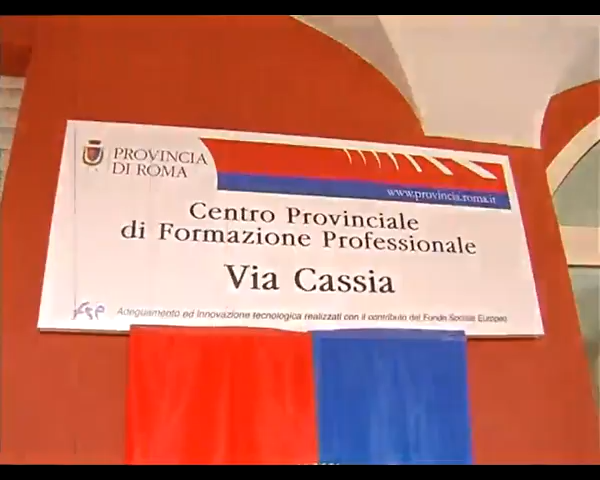 PROVINCIA
DI ROMA
www.provincia.roma.it
Centro Provinciale
di Formazione Professionale
Via Cassia
fse Adeguamento ed Innovazione tecnologica realizzati con il contributo del Fondo Sociale Europeo